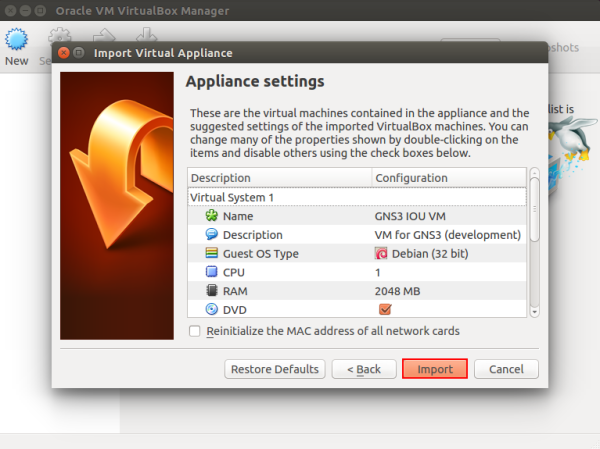 Oracle VM VirtualBox Manager
New
Se
shots
list is
Import Virtual Appliance
Appliance settings
These are the virtual machines contained in the appliance and the
suggested settings of the imported VirtualBox machines. You can
change many of the properties shown by double-clicking on the
items and disable others using the check boxes below.
Description Configuration
Virtual System 1
Name GNS3 IOU VM
Description VM for GNS3 (development)
Guest OS Type Debian (32 bit)
CPU 1
RAM 2048 MB
DVD
Reinitialize the MAC address of all network cards
Restore Defaults < Back Import Cancel